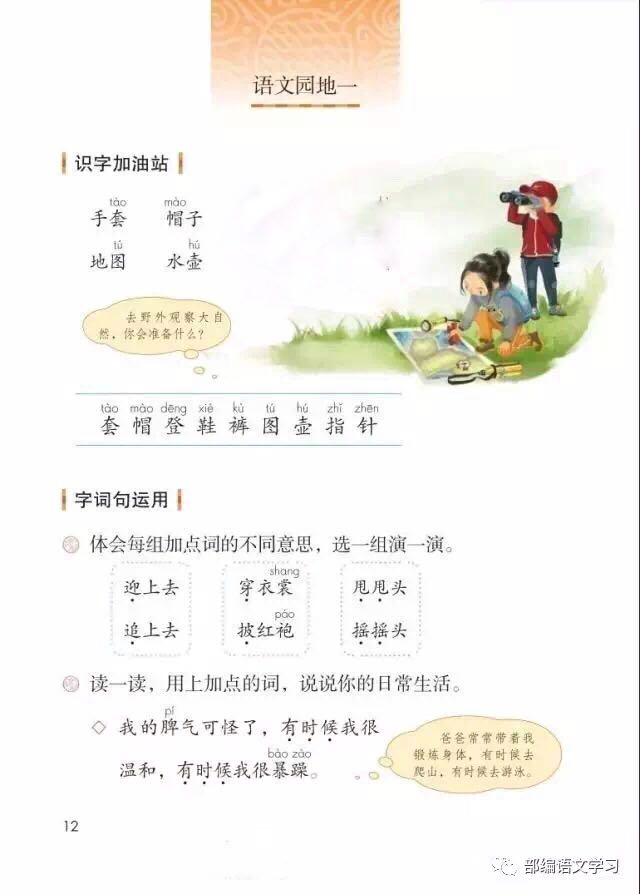 语文园地一
识字加油站
tào mào
手套 帽子
tú hú
地图 水壶
去野外观察大自
然，你会准备什么？
tào mào dēng xié kù tú hú zhǐ zhēn
套 帽 登 鞋 裤 图 壶 指 针
字词句运用
体会每组加点词的不同意思，选一组演一演。
shang
迎上去 穿衣裳 甩甩头
páo
追上去 披红袍 摇摇头
读一读，用上加点的词，说说你的日常生活。
pí
我的脾气可怪了，有时候我很
bào zào
温和，有时候我很暴躁。
爸爸常常带着我
锻炼身体，有时候去
爬山，有时候去游泳。
12
部编语文学习